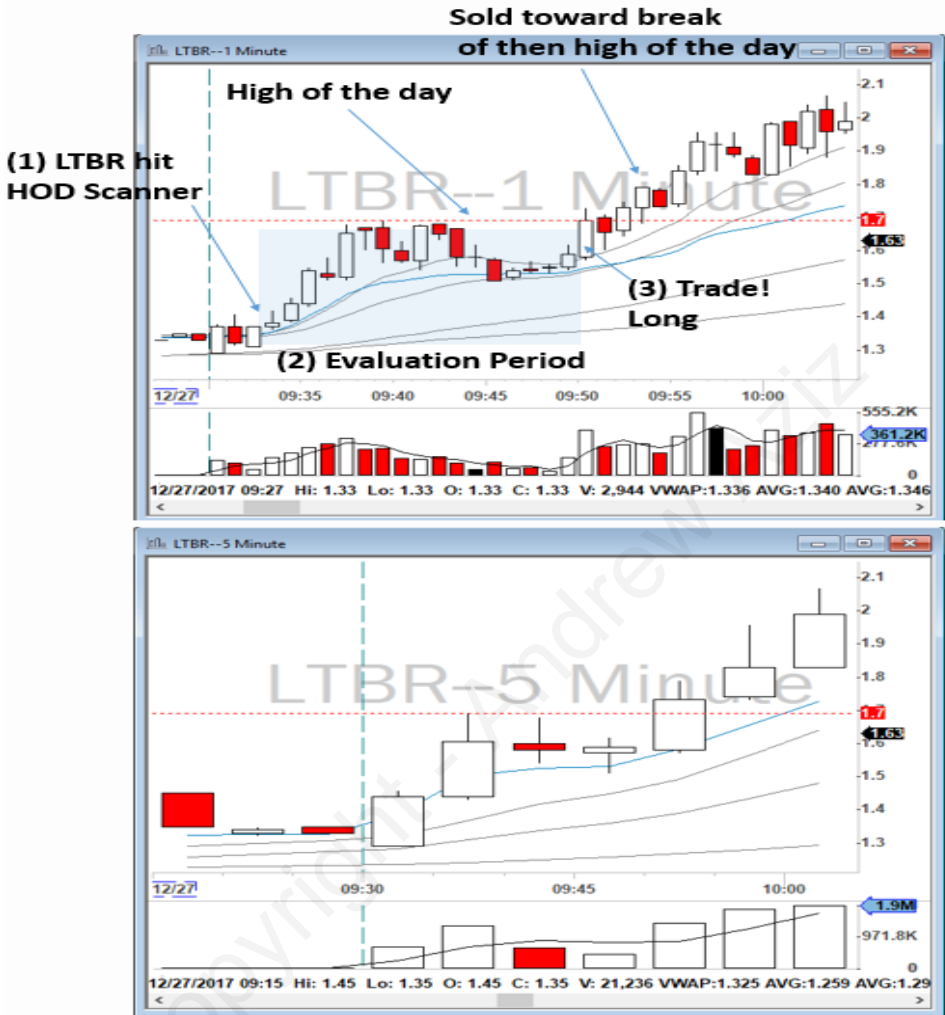 Sold toward break
of then high of the day
LTBR--1 Minute
High of the day
(1) LTBR hit
HOD Scanner
LTBR--1 Minute
(3) Trade!
Long
(2) Evaluation Period
2.1
2
1.9
1.8
1.7
1.63
1.6
1.5
1.4
1.3
12/27
09:35
09:40
09:45
09:50
09:55
10:00
555.2K
361.2K
0
12/27/2017 09:27 Hi: 1.33 Lo: 1.33 O: 1.33 C: 1.33 V: 2,944 VWAP:1.336 AVG:1.340 AVG:1.346
LTBR--5 Minute
LTBR--5 Minute
2.1
2
1.9
1.8
1.7
1.63
1.6
1.5
1.4
1.3
12/27
09:30
09:45
10:00
1.9M
971.8K
0
12/27/2017 09:15 Hi: 1.45 Lo: 1.35 O: 1.45 C: 1.35 V: 21,236 VWAP:1.325 AVG:1.259 AVG:1.29
opyright - Andrew Aziz